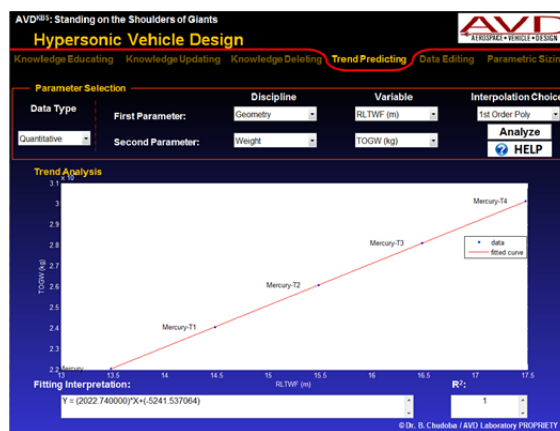 AVDKBS: Standing on the Shoulders of Giants
AVD
AEROSPACE • VEHICLE • DESIGN
Hypersonic Vehicle Design
Knowledge Educating Knowledge Updating Knowledge Deleting Trend Predicting Data Editing Parametric Sizin
Parameter Selection
Discipline Variable Interpolation Choice
Data Type
First Parameter: Geometry RLTWF (m) 1st Order Poly
Quantitative
Second Parameter: Weight TOGW (kg)
Analyze
? HELP
Trend Analysis
x 10
3.1
3
2.9
2.8
2.7
2.6
2.5
2.4
2.3
2.2
TOGW (kg)
Mercury-T4
Mercury-T3
Mercury-T2
Mercury-T1
Mercury
data
fitted curve
13 13.5 14 14.5 15 15.5 16 16.5 17 17.5
RLTWF (m)
Fitting Interpretation: R2:
Y = (2022.740000)*X+(-5241.537064) 1
©Dr. B. Chudoba / AVD Laboratory PROPRIETY